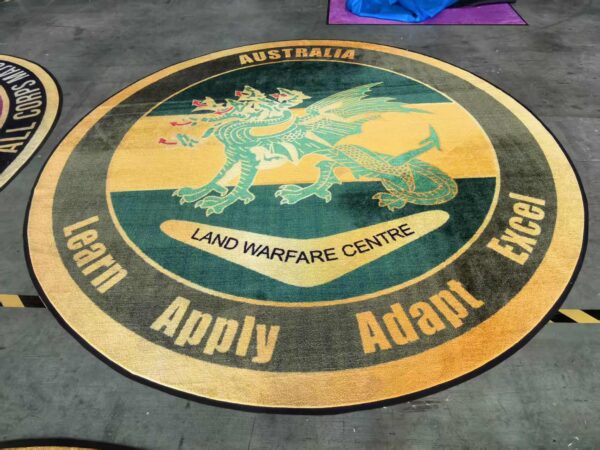 AUSTRALIA
LAND WARFARE CENTRE
Learn Apply Adapt Excel
ALL CORPS